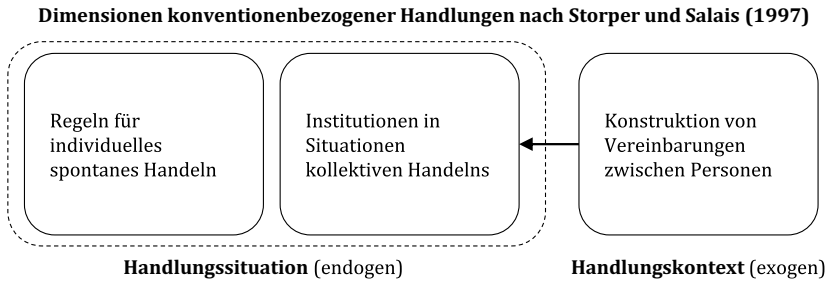 Dimensionen konventionenbezogener Handlungen nach Storper und Salais (1997)
Regeln für
individuelles
spontanes Handeln
Institutionen in
Situationen
kollektiven Handelns
Konstruktion von
Vereinbarungen
zwischen Personen
Handlungssituation (endogen)
Handlungskontext (exogen)